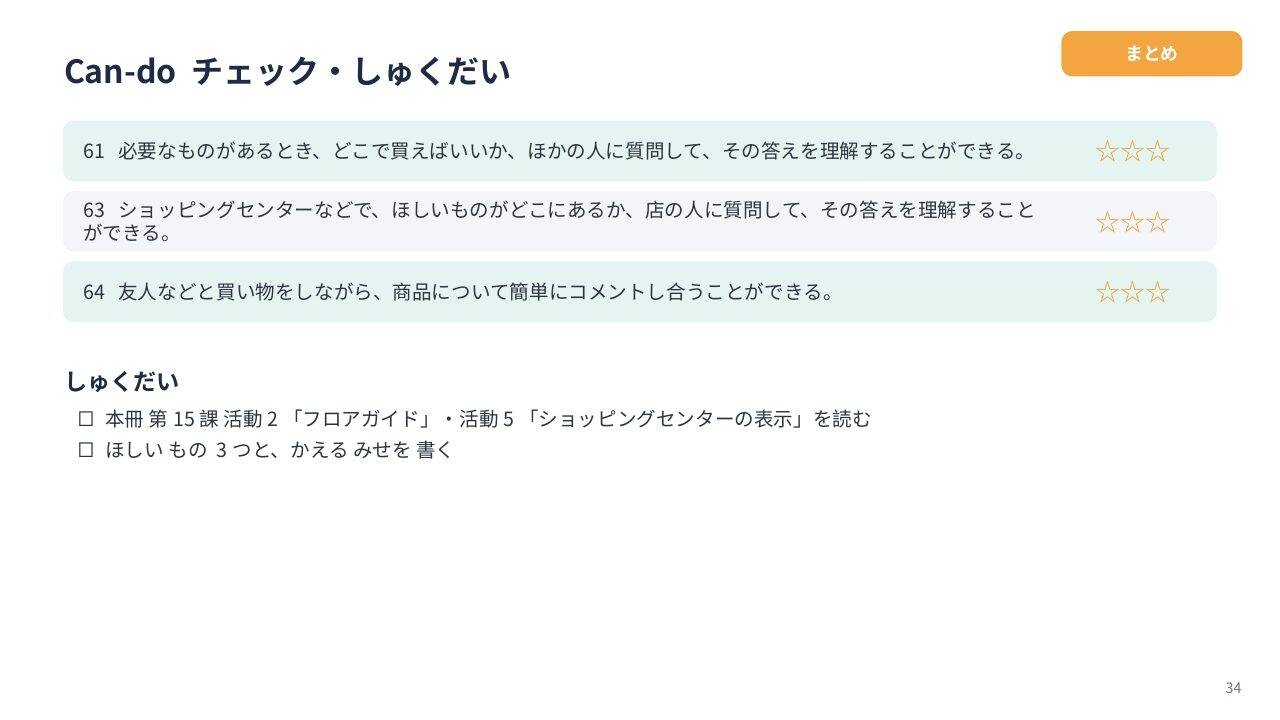 Can-do チェック・しゅくだい
まとめ
61 必要なものがあるとき、どこで買えばいいか、ほかの人に質問して、その答えを理解することができる。
☆☆☆
63 ショッピングセンターなどで、ほしいものがどこにあるか、店の人に質問して、その答えを理解すること
ができる。
☆☆☆
64 友人などと買い物をしながら、商品について簡単にコメントし合うことができる。
☆☆☆
しゅくだい
☐ 本冊 第 15 課 活動 2 「フロアガイド」・活動 5 「ショッピングセンターの表示」を読む
☐ ほしい もの 3 つと、かえる みせを 書く
34